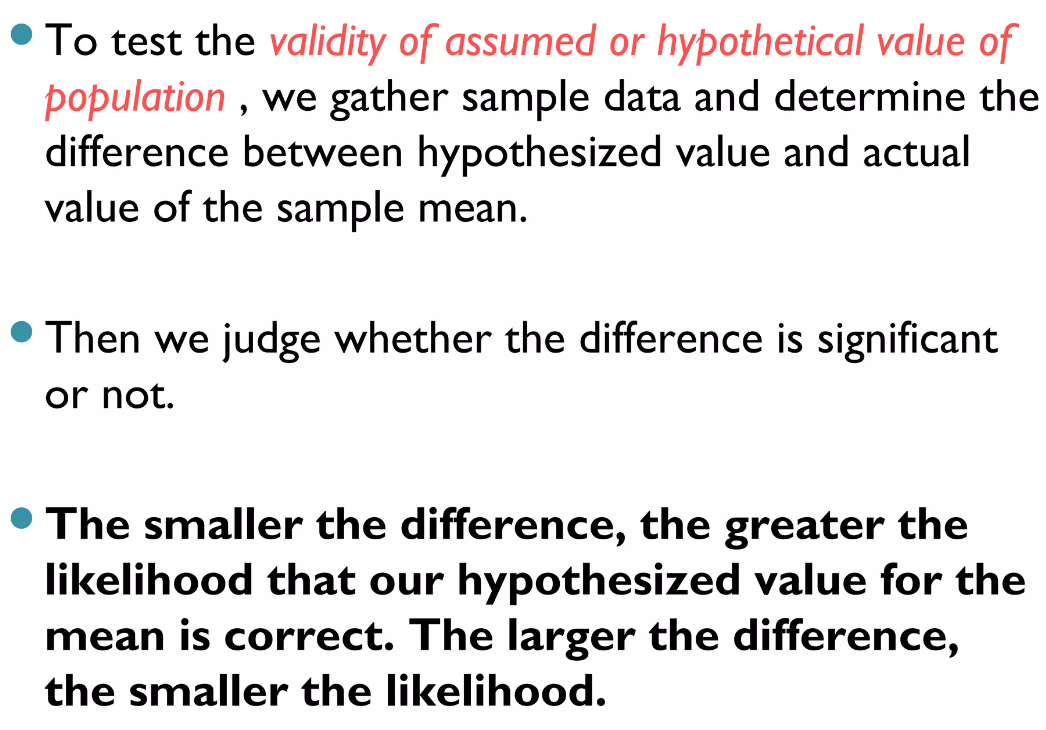 • To test the validity of assumed or hypothetical value of
population , we gather sample data and determine the
difference between hypothesized value and actual
value of the sample mean.
• Then we judge whether the difference is significant
or not.
• The smaller the difference, the greater the
likelihood that our hypothesized value for the
mean is correct. The larger the difference,
the smaller the likelihood.